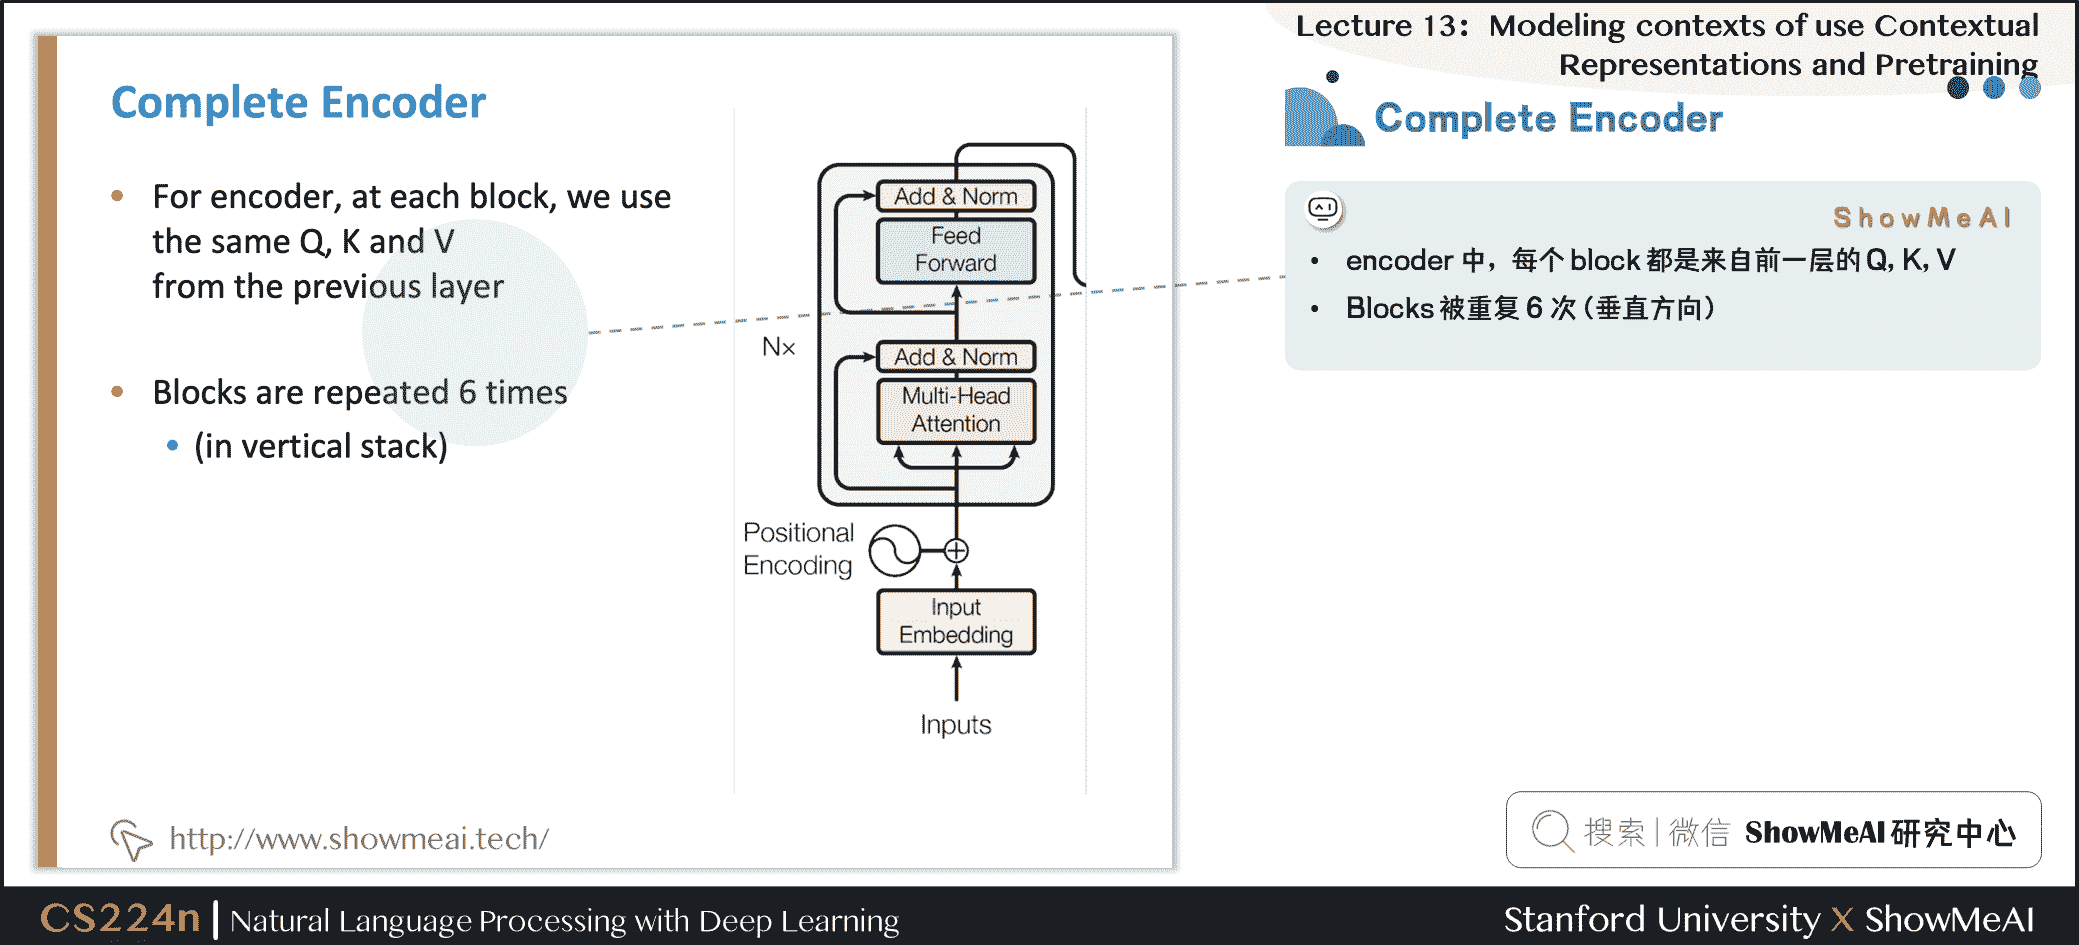 Lecture 13: Modeling contexts of use Contextual
Representations and Pretraining
Complete Encoder
• For encoder, at each block, we use
the same Q, K and V
from the previous layer
• Blocks are repeated 6 times
• (in vertical stack)
Add & Norm
Feed
Forward
N×
Add & Norm
Multi-Head
Attention
Positional
Encoding
Input
Embedding
Inputs
http://www.showmeai.tech/
Complete Encoder
ShowMeAI
• encoder 中，每个 block 都是来自前一层的 Q, K, V
• Blocks 被重复 6 次（垂直方向）
搜索 | 微信 ShowMeAI 研究中心
CS224n | Natural Language Processing with Deep Learning
Stanford University X ShowMeAI